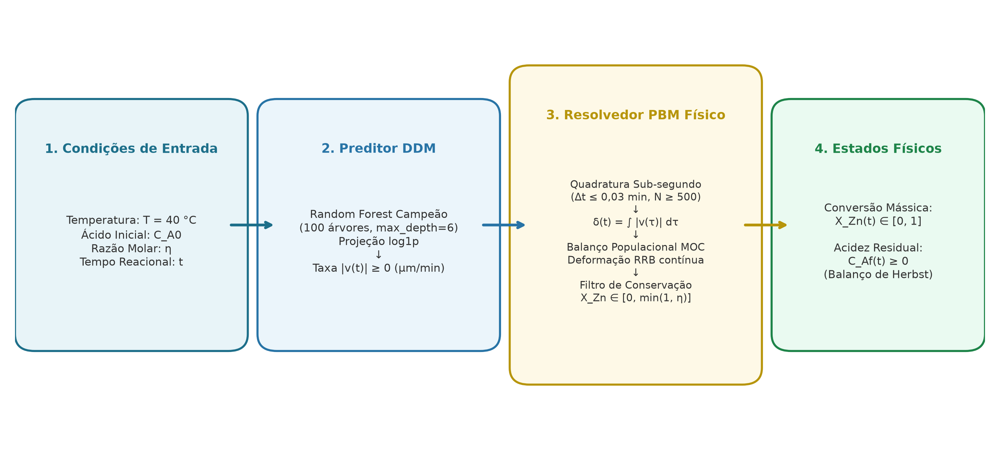 1. Condições de Entrada
Temperatura: T = 40 °C
Ácido Inicial: C_A0
Razão Molar: η
Tempo Reacional: t
2. Preditor DDM
Random Forest Campeão
(100 árvores, max_depth=6)
Projeção log1p
↓
Taxa |v(t)| ≥ 0 (μm/min)
3. Resolvedor PBM Físico
Quadratura Sub-segundo
(Δt ≤ 0,03 min, N ≥ 500)
↓
δ(t) = ∫ |v(τ)| dτ
↓
Balanço Populacional MOC
Deformação RRB contínua
↓
Filtro de Conservação
X_Zn ∈ [0, min(1, η)]
4. Estados Físicos
Conversão Mássica:
X_Zn(t) ∈ [0, 1]
Acidez Residual:
C_Af(t) ≥ 0
(Balanço de Herbst)